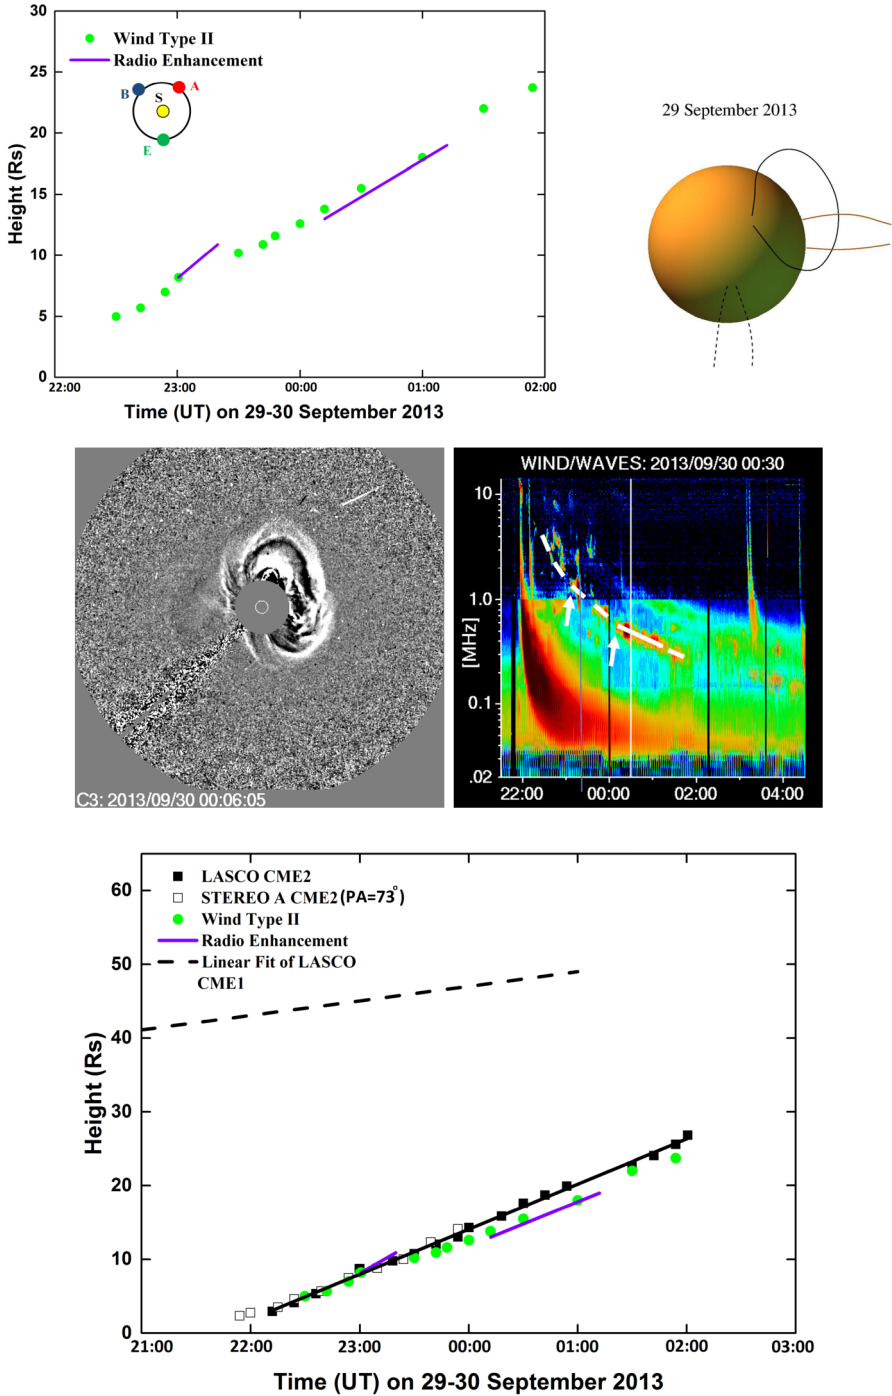 30
25
20
15
10
5
0
Height (Rs)
Wind Type II
Radio Enhancement
B
S
A
E
22:00
23:00
00:00
01:00
02:00
Time (UT) on 29-30 September 2013
29 September 2013
C3: 2013/09/30 00:06:05
WIND/WAVES: 2013/09/30 00:30
10
1.0
0.1
.02
[MHz]
22:00
00:00
02:00
04:00
60
50
40
30
20
10
0
Height (Rs)
LASCO CME2
STEREO A CME2 (PA=73°)
Wind Type II
Radio Enhancement
Linear Fit of LASCO
CME1
21:00
22:00
23:00
00:00
01:00
02:00
03:00
Time (UT) on 29-30 September 2013